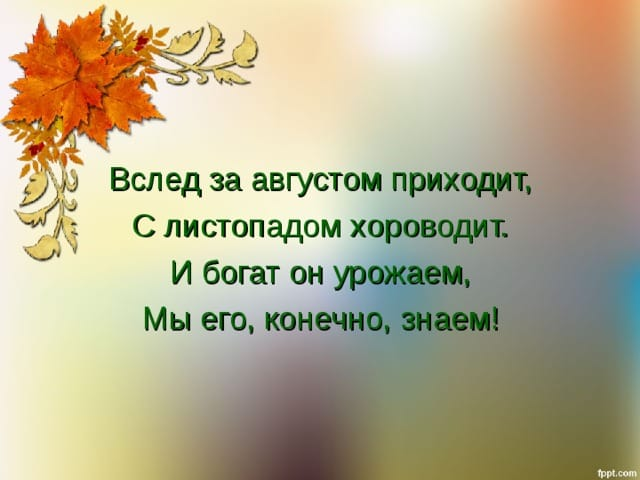 Вслед за августом приходит,
С листопадом хороводит.
И богат он урожаем,
Мы его, конечно, знаем!
fppt.com